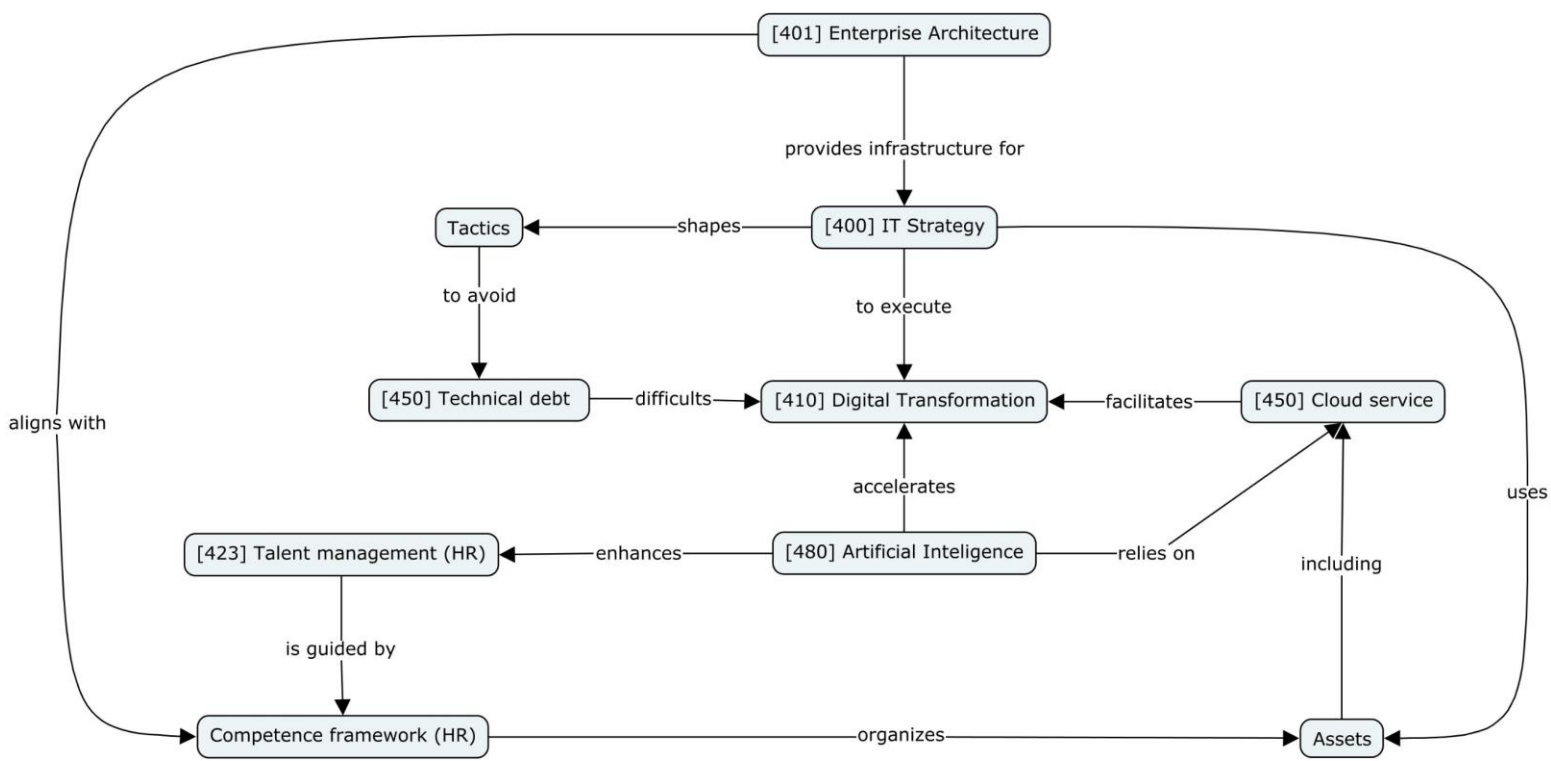 [401] Enterprise Architecture
provides infrastructure for
Tactics
shapes
[400] IT Strategy
to avoid
to execute
[450] Technical debt
difficults
[410] Digital Transformation
facilitates
[450] Cloud service
aligns with
accelerates
uses
[423] Talent management (HR)
enhances
[480] Artificial Inteligence
relies on
including
is guided by
Competence framework (HR)
organizes
Assets